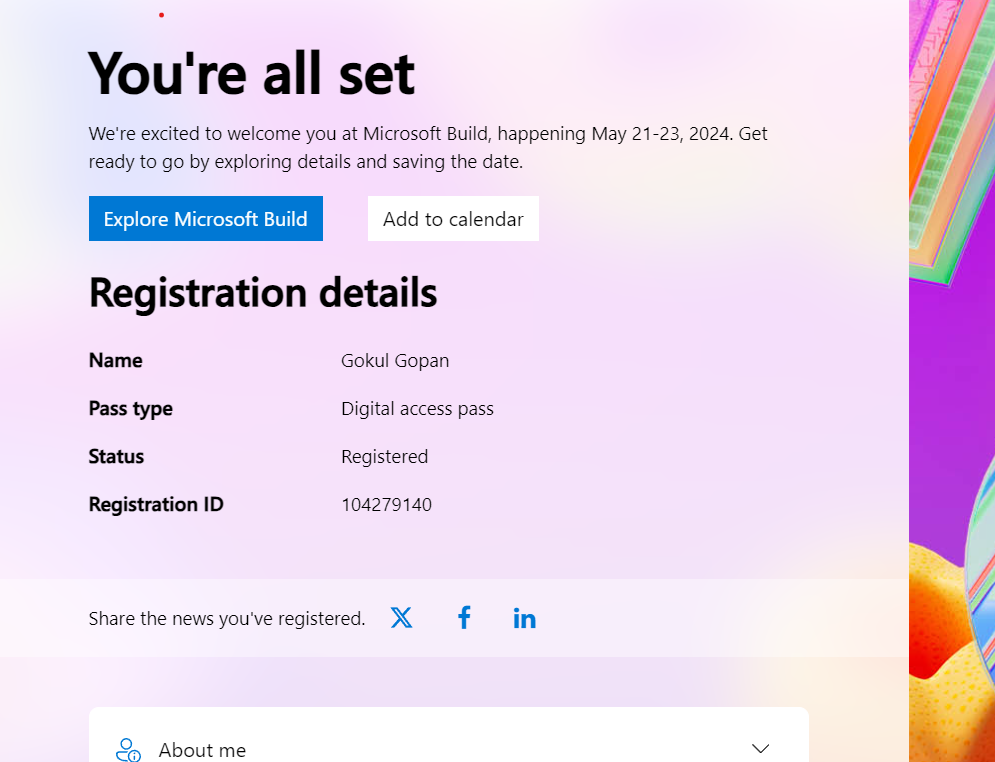 You're all set
We're excited to welcome you at Microsoft Build, happening May 21-23, 2024. Get
ready to go by exploring details and saving the date.
Explore Microsoft Build
Add to calendar
Registration details
Name Gokul Gopan
Pass type Digital access pass
Status Registered
Registration ID 104279140
Share the news you've registered.
About me